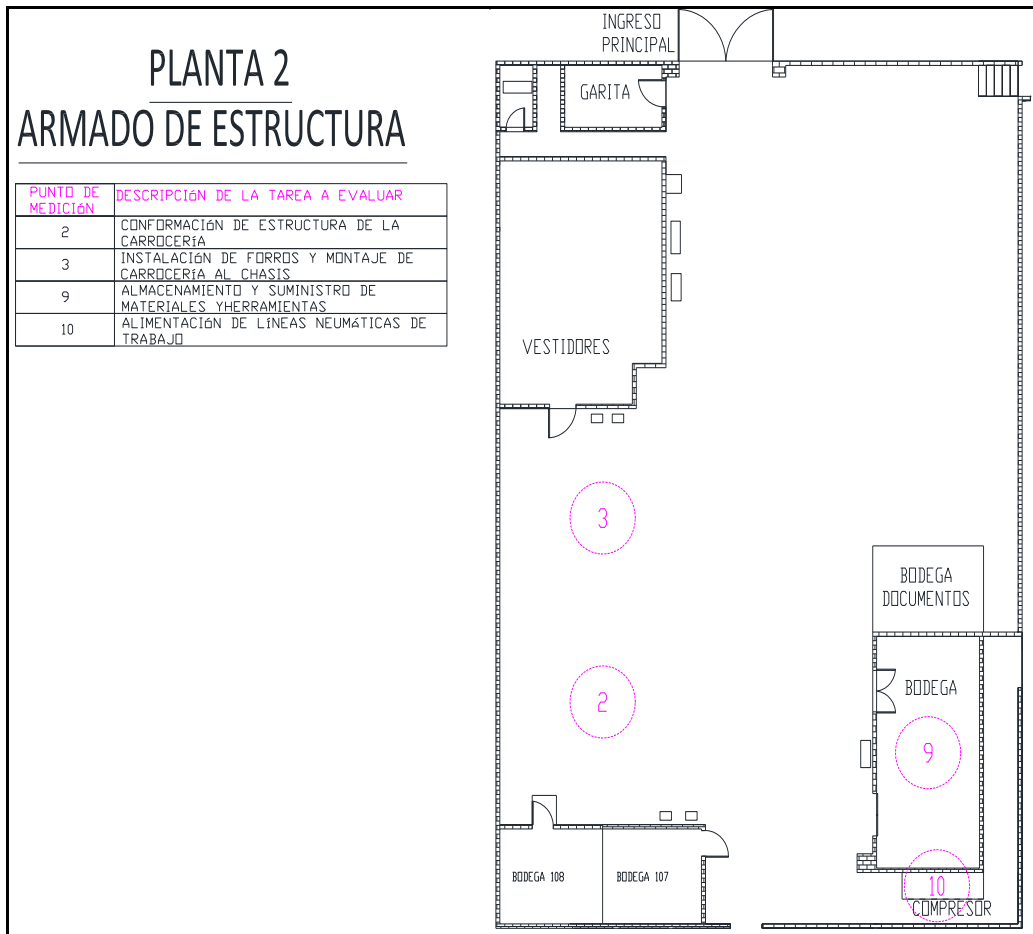 PLANTA 2
ARMADO DE ESTRUCTURA
PUNTO DE MEDICIóN
DESCRIPCIóN DE LA TAREA A EVALUAR
2
CONFORMACIóN DE ESTRUCTURA DE LA
CARROCERíA
3
INSTALACIóN DE FORROS Y MONTAJE DE
CARROCERíA AL CHASIS
9
ALMACENAMIENTO Y SUMINISTRO DE
MATERIALES YHERRAMIENTAS
10
ALIMENTACIóN DE LíNEAS NEUMáTICAS DE
TRABAJO
INGRESO
PRINCIPAL
GARITA
VESTIDORES
3
BODEGA
DOCUMENTOS
2
BODEGA
9
BODEGA 108
BODEGA 107
10
COMPRESOR